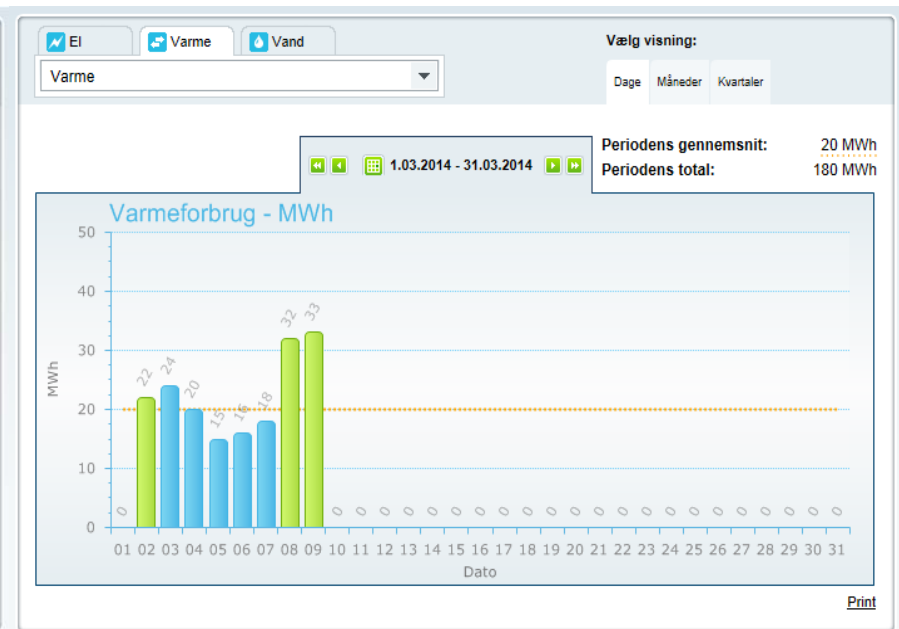 El Varme Vand
Vælg visning:
Varme
Dage Måneder Kvartaler
Periodens gennemsnit: 20 MWh
1.03.2014 - 31.03.2014
Periodens total: 180 MWh
Varmeforbrug - MWh
50
40
30
20
10
0
MWh
0 22 24 20 15 16 18 32 33 0 0 0 0 0 0 0 0 0 0 0 0 0 0 0 0 0 0 0 0 0 0
01 02 03 04 05 06 07 08 09 10 11 12 13 14 15 16 17 18 19 20 21 22 23 24 25 26 27 28 29 30 31
Dato
Print